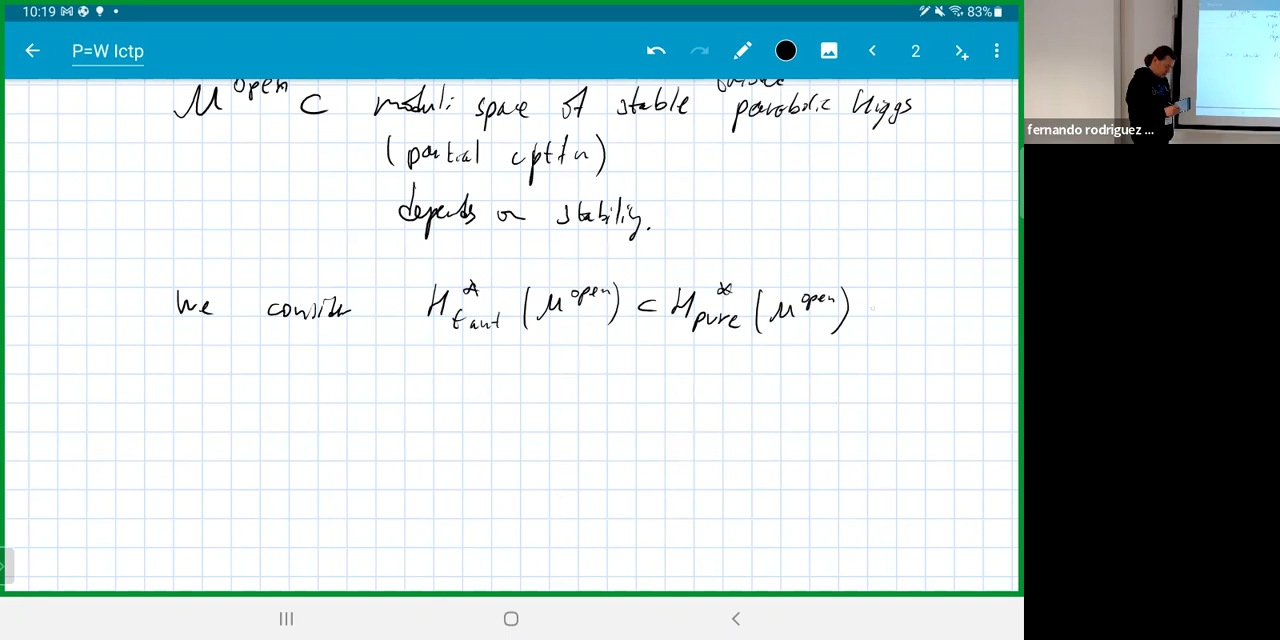 10:19
83%
P=W Ictp
2
M^open ⊂ moduli space of stable parabolic Higgs
(partial cptfn)
depends on stability.
We consider H^*_taut (M^open) ⊂ H^*_pure (M^open)
fernando rodriguez ...